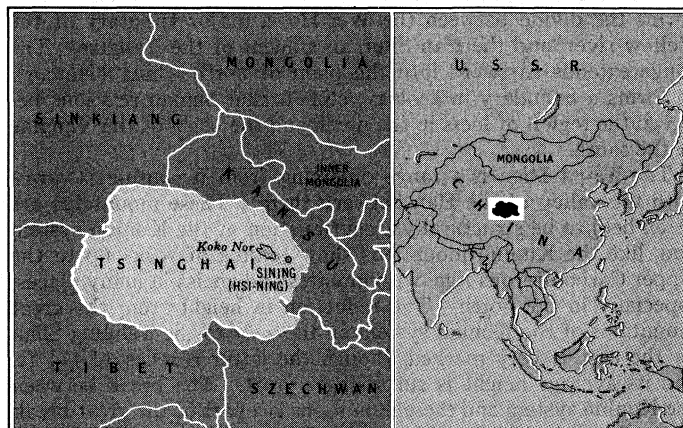 MONGOLIA
SINKIANG
INNER
MONGOLIA
KANSU
Koko Nor
TSINGHAI
SINING
(HSI-NING)
TIBET
SZECHWAN
U. S. S. R.
MONGOLIA
CHINA